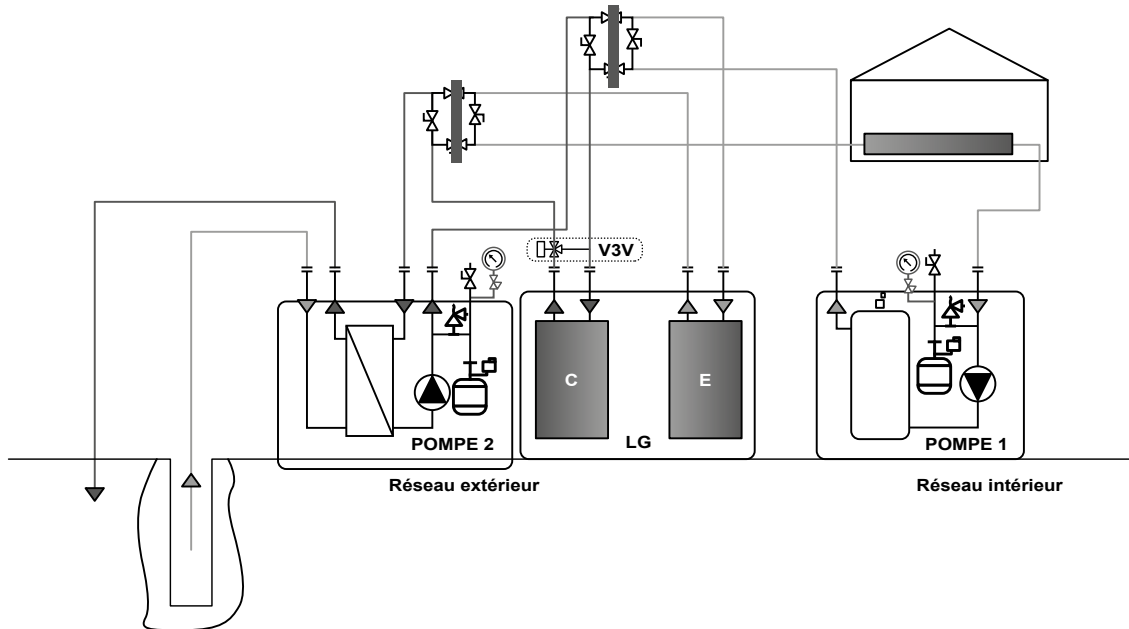 V3V
C
E
POMPE 2
LG
POMPE 1
Réseau extérieur
Réseau intérieur